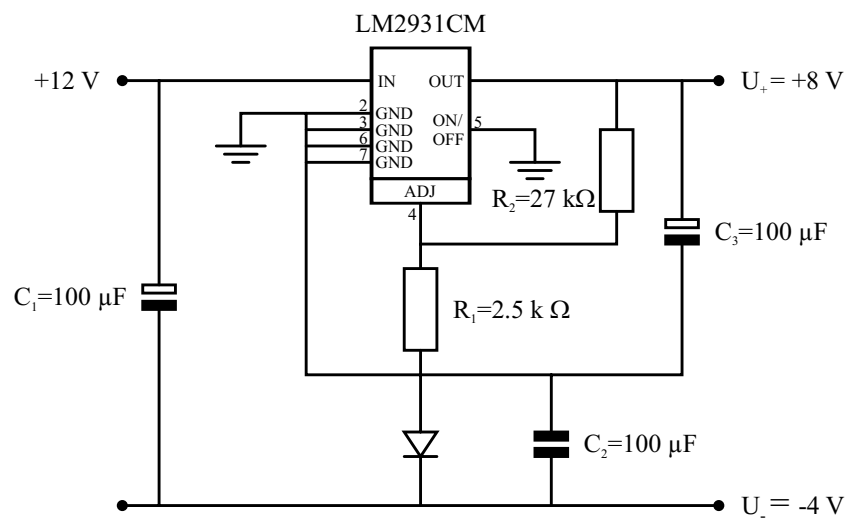 LM2931CM
+12 V
IN
OUT
U₊= +8 V
2
GND
3
GND
6
GND
7
GND
ON/
OFF
5
ADJ
4
R₂=27 kΩ
C₃=100 µF
C₁=100 µF
R₁=2.5 k Ω
C₂=100 µF
U₋= -4 V